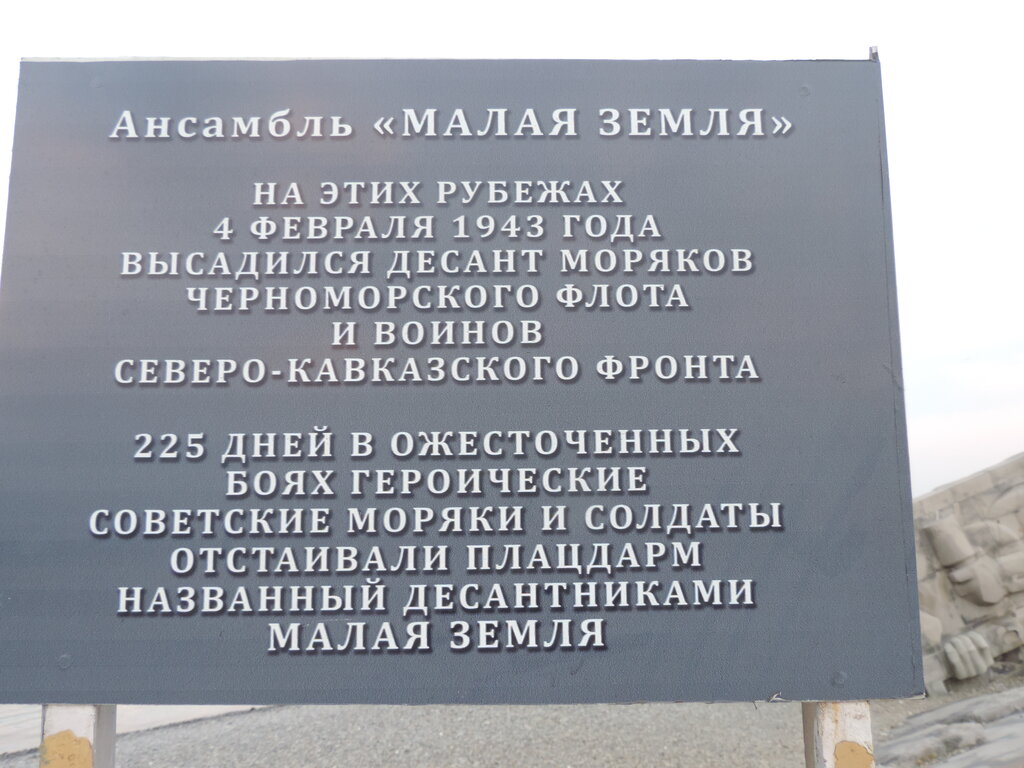 Ансамбль «МАЛАЯ ЗЕМЛЯ»
НА ЭТИХ РУБЕЖАХ
4 ФЕВРАЛЯ 1943 ГОДА
ВЫСАДИЛСЯ ДЕСАНТ МОРЯКОВ
ЧЕРНОМОРСКОГО ФЛОТА
И ВОИНОВ
СЕВЕРО-КАВКАЗСКОГО ФРОНТА
225 ДНЕЙ В ОЖЕСТОЧЕННЫХ
БОЯХ ГЕРОИЧЕСКИЕ
СОВЕТСКИЕ МОРЯКИ И СОЛДАТЫ
ОТСТАИВАЛИ ПЛАЦДАРМ
НАЗВАННЫЙ ДЕСАНТНИКАМИ
МАЛАЯ ЗЕМЛЯ